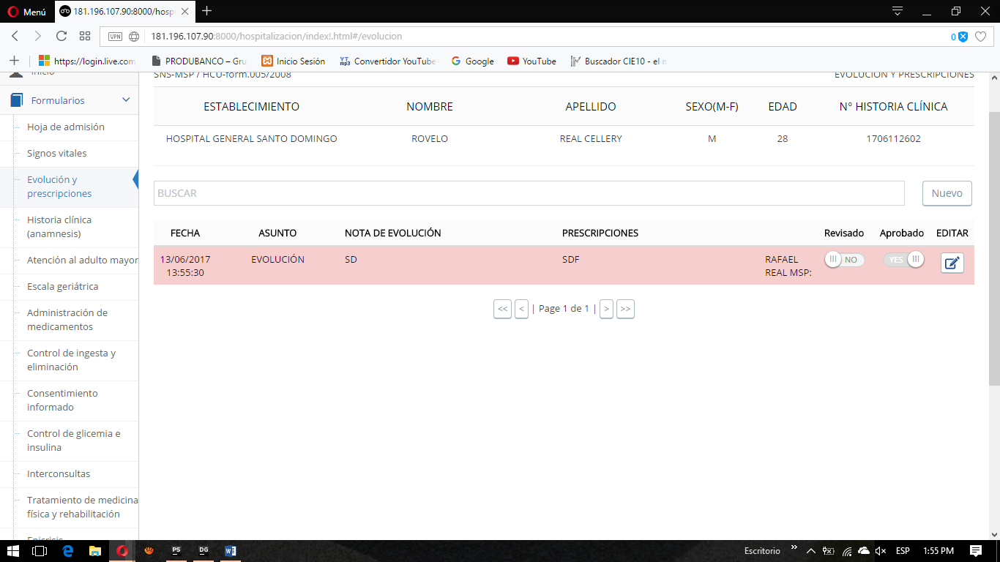 Menú
181.196.107.90:8000/hosp
VPN
181.196.107.90:8000/hospitalizacion/index!.html#/evolucion
0
https://login.live.com
PRODUBANCO – Gru
Inicio Sesión
Convertidor YouTube
Google
YouTube
Buscador CIE10 - el n
Inicio
Formularios
Hoja de admisión
Signos vitales
Evolución y
prescripciones
Historia clínica
(anamnesis)
Atención al adulto mayor
Escala geriátrica
Administración de
medicamentos
Control de ingesta y
eliminación
Consentimiento
informado
Control de glicemia e
insulina
Interconsultas
Tratamiento de medicina
física y rehabilitación
Epicrisis
SNS-MSP / HCU-form.005/2008
EVOLUCIÓN Y PRESCRIPCIONES
ESTABLECIMIENTO NOMBRE APELLIDO SEXO(M-F) EDAD N° HISTORIA CLÍNICA
HOSPITAL GENERAL SANTO DOMINGO ROVELO REAL CELLERY M 28 1706112602
BUSCAR
Nuevo
FECHA ASUNTO NOTA DE EVOLUCIÓN PRESCRIPCIONES Revisado Aprobado EDITAR
13/06/2017 EVOLUCIÓN SD SDF RAFAEL NO YES
13:55:30 REAL MSP:
<< < | Page 1 de 1 | > >>
PS
DG
Escritorio
ESP
1:55 PM